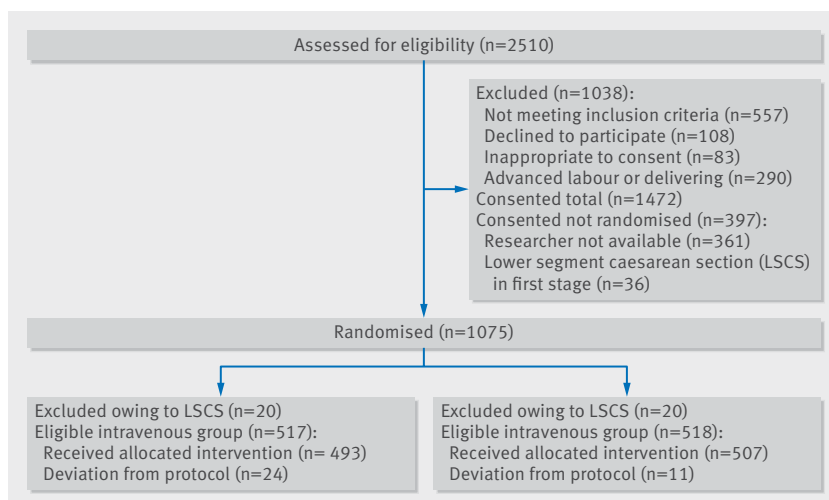 Assessed for eligibility (n=2510)
Excluded (n=1038):
Not meeting inclusion criteria (n=557)
Declined to participate (n=108)
Inappropriate to consent (n=83)
Advanced labour or delivering (n=290)
Consented total (n=1472)
Consented not randomised (n=397):
Researcher not available (n=361)
Lower segment caesarean section (LSCS)
in first stage (n=36)
Randomised (n=1075)
Excluded owing to LSCS (n=20)
Eligible intravenous group (n=517):
Received allocated intervention (n= 493)
Deviation from protocol (n=24)
Excluded owing to LSCS (n=20)
Eligible intravenous group (n=518):
Received allocated intervention (n=507)
Deviation from protocol (n=11)